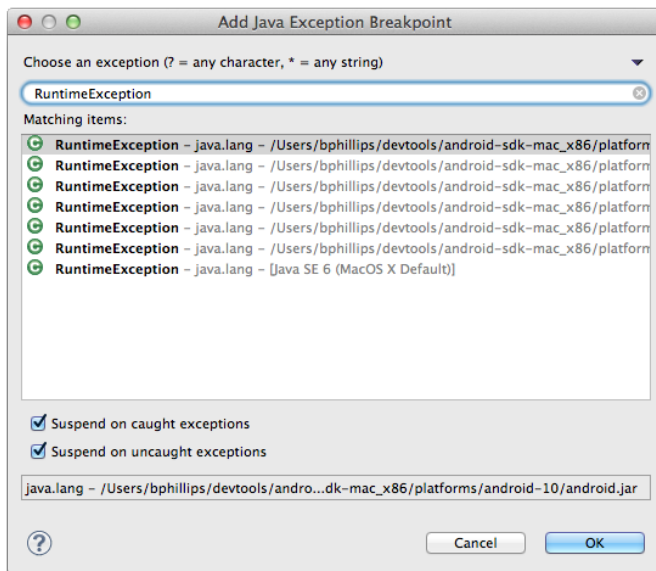 Add Java Exception Breakpoint
Choose an exception (? = any character, * = any string)
RuntimeException
Matching items:
RuntimeException – java.lang – /Users/bphillips/devtools/android-sdk-mac_x86/platform
RuntimeException – java.lang – /Users/bphillips/devtools/android-sdk-mac_x86/platform
RuntimeException – java.lang – /Users/bphillips/devtools/android-sdk-mac_x86/platform
RuntimeException – java.lang – /Users/bphillips/devtools/android-sdk-mac_x86/platform
RuntimeException – java.lang – /Users/bphillips/devtools/android-sdk-mac_x86/platform
RuntimeException – java.lang – /Users/bphillips/devtools/android-sdk-mac_x86/platform
RuntimeException – java.lang – [Java SE 6 (MacOS X Default)]
Suspend on caught exceptions
Suspend on uncaught exceptions
java.lang – /Users/bphillips/devtools/andro...dk-mac_x86/platforms/android-10/android.jar
? Cancel OK